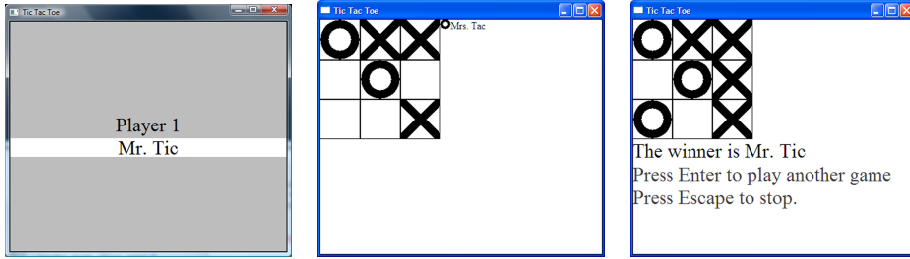 Tic Tac Toe
Player 1
Mr. Tic
Tic Tac Toe
Mrs. Tac
Tic Tac Toe
The winner is Mr. Tic
Press Enter to play another game
Press Escape to stop.